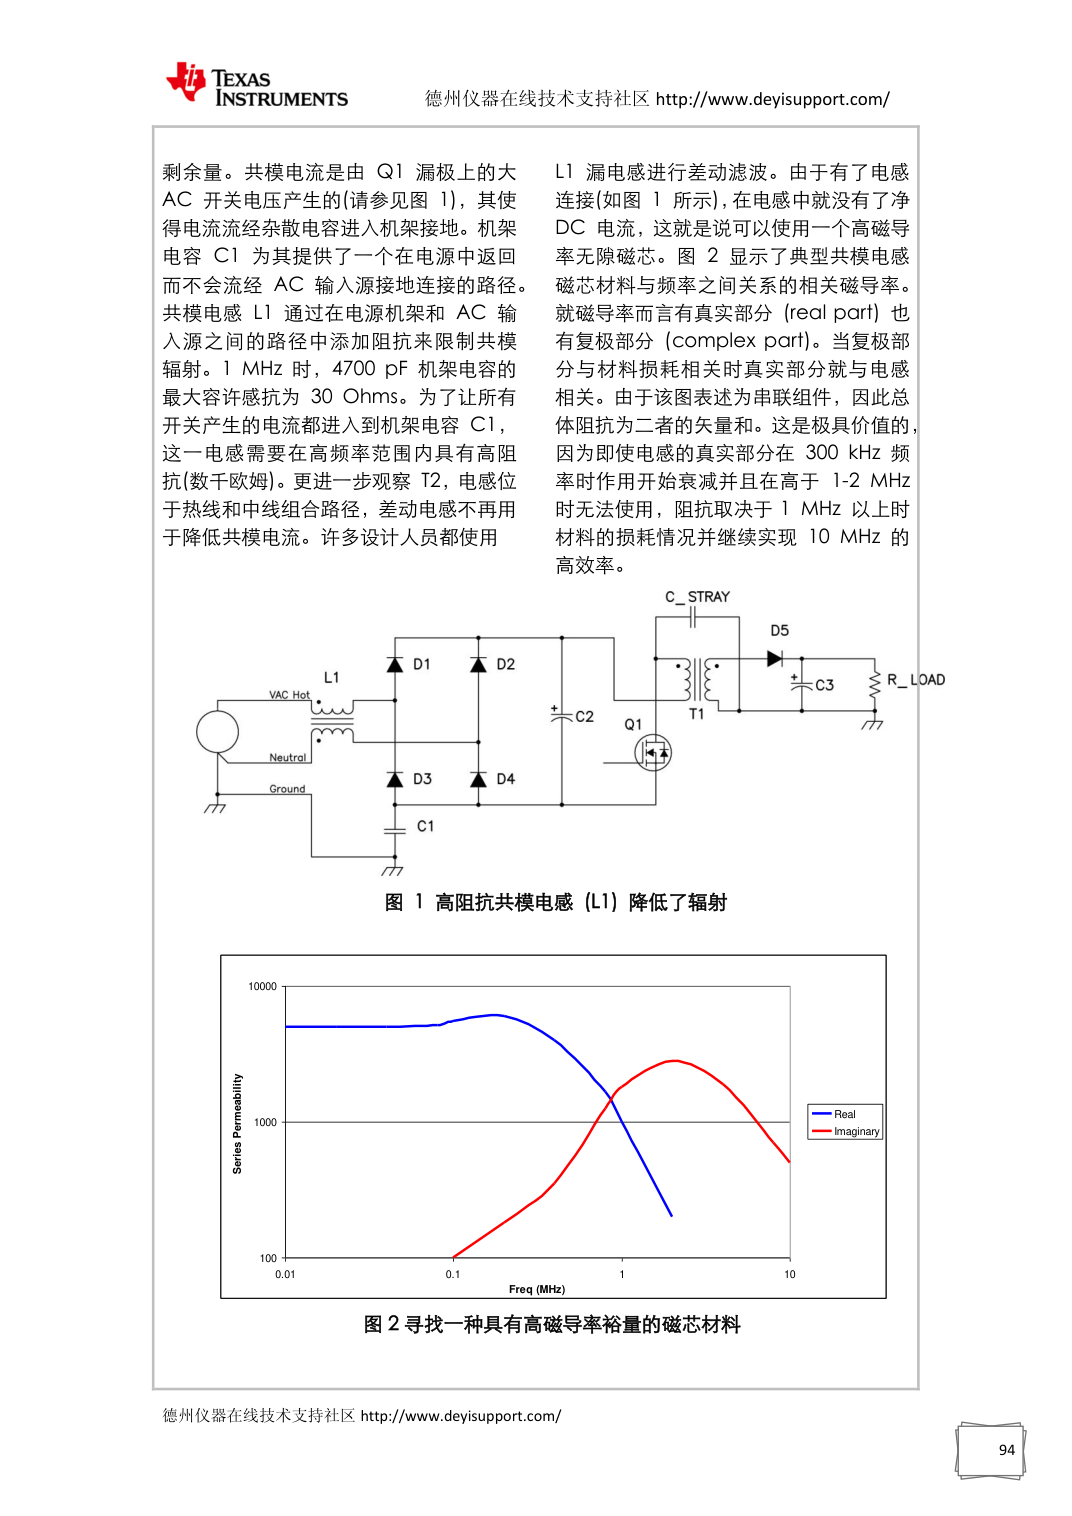 TEXAS
INSTRUMENTS
德州仪器在线技术支持社区 http://www.deyisupport.com/
剩余量。共模电流是由 Q1 漏极上的大
AC 开关电压产生的(请参见图 1)，其使
得电流流经杂散电容进入机架接地。机架
电容 C1 为其提供了一个在电源中返回
而不会流经 AC 输入源接地连接的路径。
共模电感 L1 通过在电源机架和 AC 输
入源之间的路径中添加阻抗来限制共模
辐射。1 MHz 时，4700 pF 机架电容的
最大容许感抗为 30 Ohms。为了让所有
开关产生的电流都进入到机架电容 C1，
这一电感需要在高频率范围内具有高阻
抗(数千欧姆)。更进一步观察 T2，电感位
于热线和中线组合路径，差动电感不再用
于降低共模电流。许多设计人员都使用
L1 漏电感进行差动滤波。由于有了电感
连接(如图 1 所示)，在电感中就没有了净
DC 电流，这就是说可以使用一个高磁导
率无隙磁芯。图 2 显示了典型共模电感
磁芯材料与频率之间关系的相关磁导率。
就磁导率而言有真实部分 (real part) 也
有复极部分 (complex part)。当复极部
分与材料损耗相关时真实部分就与电感
相关。由于该图表述为串联组件，因此总
体阻抗为二者的矢量和。这是极具价值的，
因为即使电感的真实部分在 300 kHz 频
率时作用开始衰减并且在高于 1-2 MHz
时无法使用，阻抗取决于 1 MHz 以上时
材料的损耗情况并继续实现 10 MHz 的
高效率。
C_STRAY
D5
D1
D2
L1
VAC Hot
C2
Q1
T1
C3
R_LOAD
Neutral
D3
D4
Ground
C1
图 1 高阻抗共模电感 (L1) 降低了辐射
10000
1000
100
0.01
0.1
1
10
Series Permeability
Freq (MHz)
Real
Imaginary
图 2 寻找一种具有高磁导率裕量的磁芯材料
德州仪器在线技术支持社区 http://www.deyisupport.com/
94